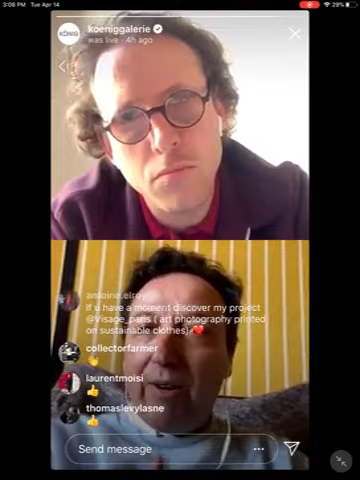 3:08 PM Tue Apr 14
29%
KÖNIG
koeniggalerie
was live · 4h ago
antoine.elroy
If u have a moment discover my project
@Visage_paris ( art photography printed
on sustainable clothes) ❤️
collectorfarmer
👏
laurentmoisi
👍
thomaslevylasne
👍
Send message